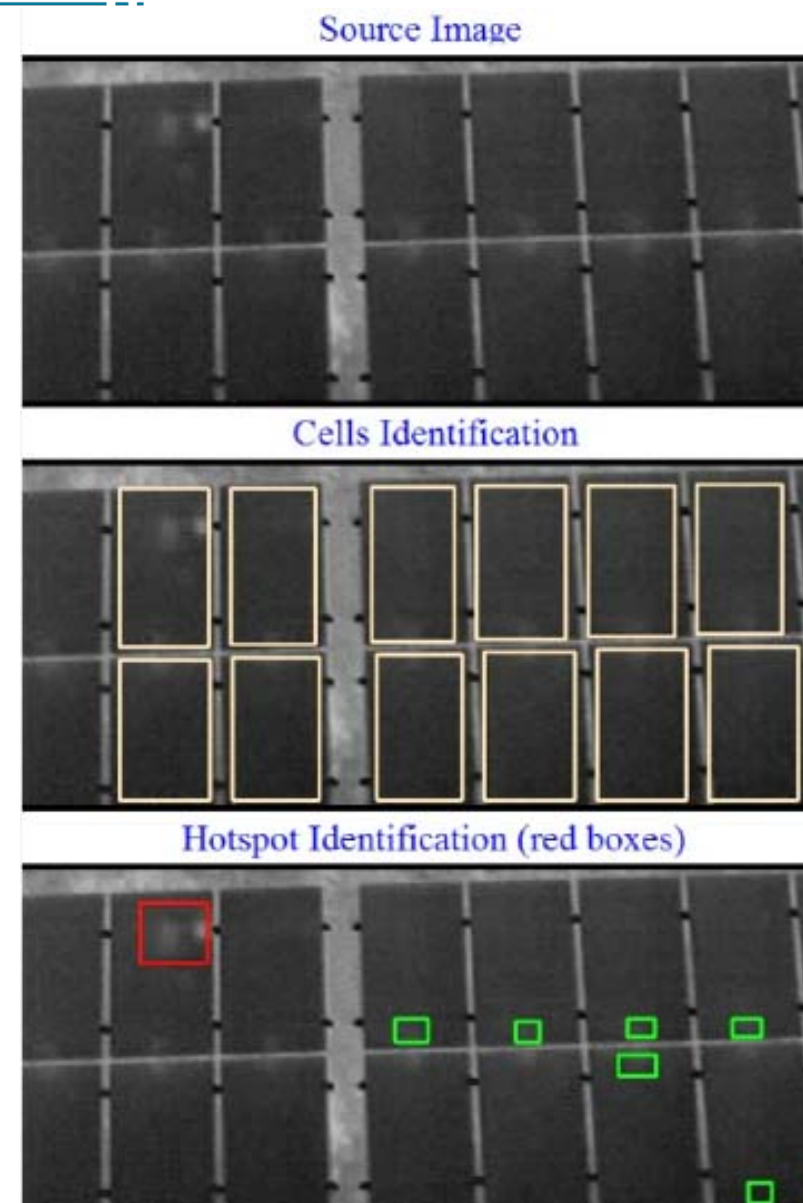 Source Image
Cells Identification
Hotspot Identification (red boxes)